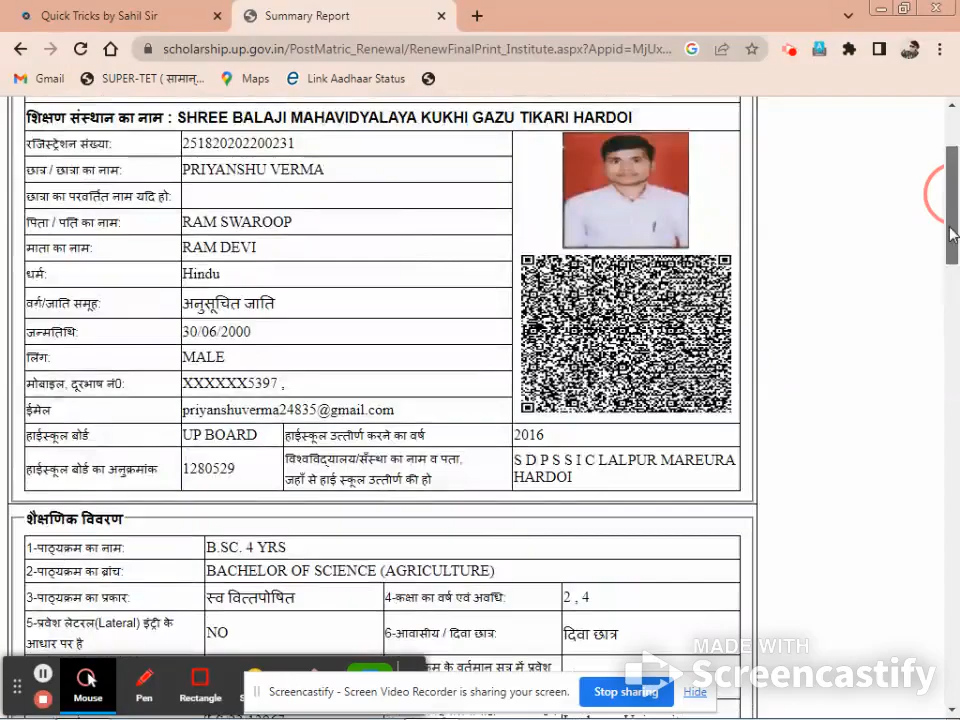 Quick Tricks by Sahil Sir
Summary Report
scholarship.up.gov.in/PostMatric_Renewal/RenewFinalPrint_Institute.aspx?Appid=MjUx...
Gmail SUPER-TET ( सामान्... Maps Link Aadhaar Status
शिक्षण संस्थान का नाम : SHREE BALAJI MAHAVIDYALAYA KUKHI GAZU TIKARI HARDOI
रजिस्ट्रेशन संख्या: 251820202200231
छात्र / छात्रा का नाम: PRIYANSHU VERMA
छात्रा का परवर्तित नाम यदि हो:
पिता / पति का नाम: RAM SWAROOP
माता का नाम: RAM DEVI
धर्म: Hindu
वर्ग/जाति समूह: अनुसूचित जाति
जन्मतिथि: 30/06/2000
लिंग: MALE
मोबाइल, दूरभाष नं0: XXXXXX5397 ,
ईमेल priyanshuverma24835@gmail.com
हाईस्कूल बोर्ड UP BOARD हाईस्कूल उत्तीर्ण करने का वर्ष 2016
हाईस्कूल बोर्ड का अनुक्रमांक 1280529 विश्वविद्यालय/सँस्था का नाम व पता, जहाँ से हाई स्कूल उत्तीर्ण की हो S D P S S I C LALPUR MAREURA HARDOI
शैक्षणिक विवरण
1-पाठ्यक्रम का नाम: B.SC. 4 YRS
2-पाठ्यक्रम का ब्रांच: BACHELOR OF SCIENCE (AGRICULTURE)
3-पाठ्यक्रम का प्रकार: स्व वित्तपोषित 4-कक्षा का वर्ष एवं अवधि: 2 , 4
5-प्रवेश लेटरल(Lateral) इंट्री के आधार पर है NO 6-आवासीय / दिवा छात्र: दिवा छात्र
के वर्तमान सत्र में प्रवेश
MADE WITH
Screencastify
Mouse Pen Rectangle
Screencastify - Screen Video Recorder is sharing your screen. Stop sharing Hide